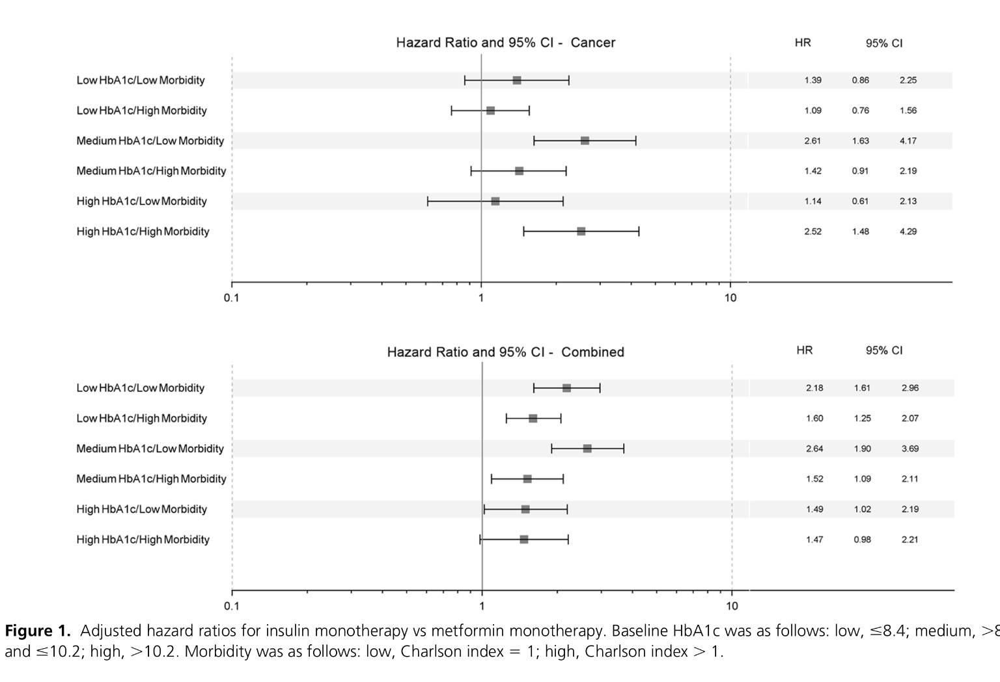 Hazard Ratio and 95% CI - Cancer HR 95% CI
Low HbA1c/Low Morbidity 1.39 0.86 2.25
Low HbA1c/High Morbidity 1.09 0.76 1.56
Medium HbA1c/Low Morbidity 2.61 1.63 4.17
Medium HbA1c/High Morbidity 1.42 0.91 2.19
High HbA1c/Low Morbidity 1.14 0.61 2.13
High HbA1c/High Morbidity 2.52 1.48 4.29
0.1 1 10
Hazard Ratio and 95% CI - Combined HR 95% CI
Low HbA1c/Low Morbidity 2.18 1.61 2.96
Low HbA1c/High Morbidity 1.60 1.25 2.07
Medium HbA1c/Low Morbidity 2.64 1.90 3.69
Medium HbA1c/High Morbidity 1.52 1.09 2.11
High HbA1c/Low Morbidity 1.49 1.02 2.19
High HbA1c/High Morbidity 1.47 0.98 2.21
0.1 1 10
Figure 1. Adjusted hazard ratios for insulin monotherapy vs metformin monotherapy. Baseline HbA1c was as follows: low, ≤8.4; medium, >8
and ≤10.2; high, >10.2. Morbidity was as follows: low, Charlson index = 1; high, Charlson index > 1.